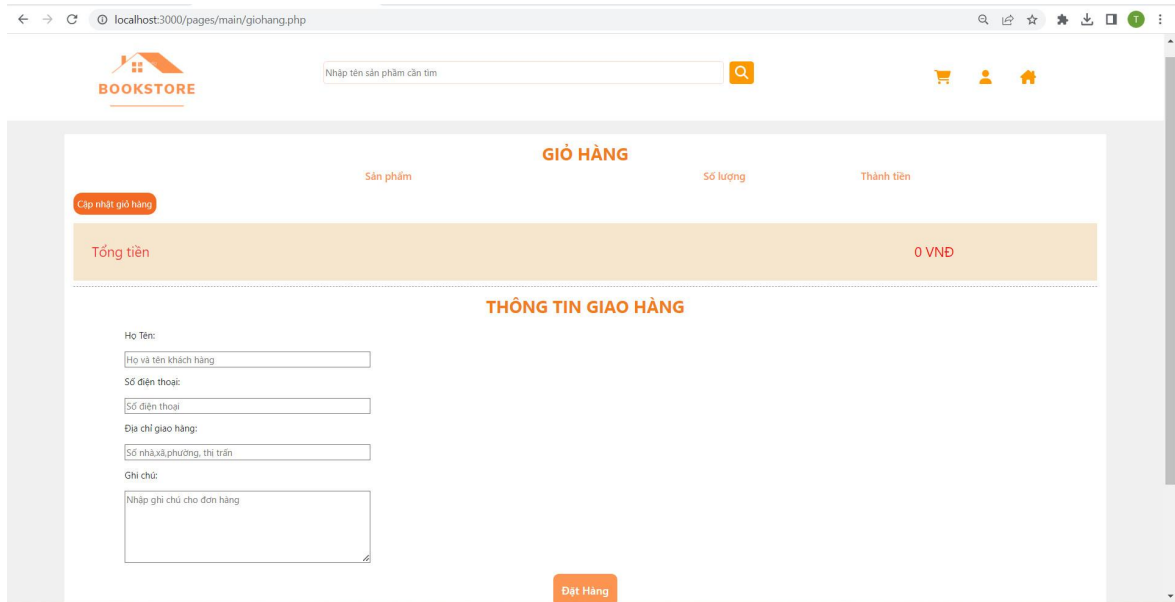 localhost:3000/pages/main/giohang.php
T
BOOKSTORE
Nhập tên sản phẩm cần tìm
GIỎ HÀNG
Sản phẩm Số lượng Thành tiền
Cập nhật giỏ hàng
Tổng tiền 0 VNĐ
THÔNG TIN GIAO HÀNG
Họ Tên:
Họ và tên khách hàng
Số điện thoại:
Số điện thoại
Địa chỉ giao hàng:
Số nhà,xã,phường, thị trấn
Ghi chú:
Nhập ghi chú cho đơn hàng
Đặt Hàng